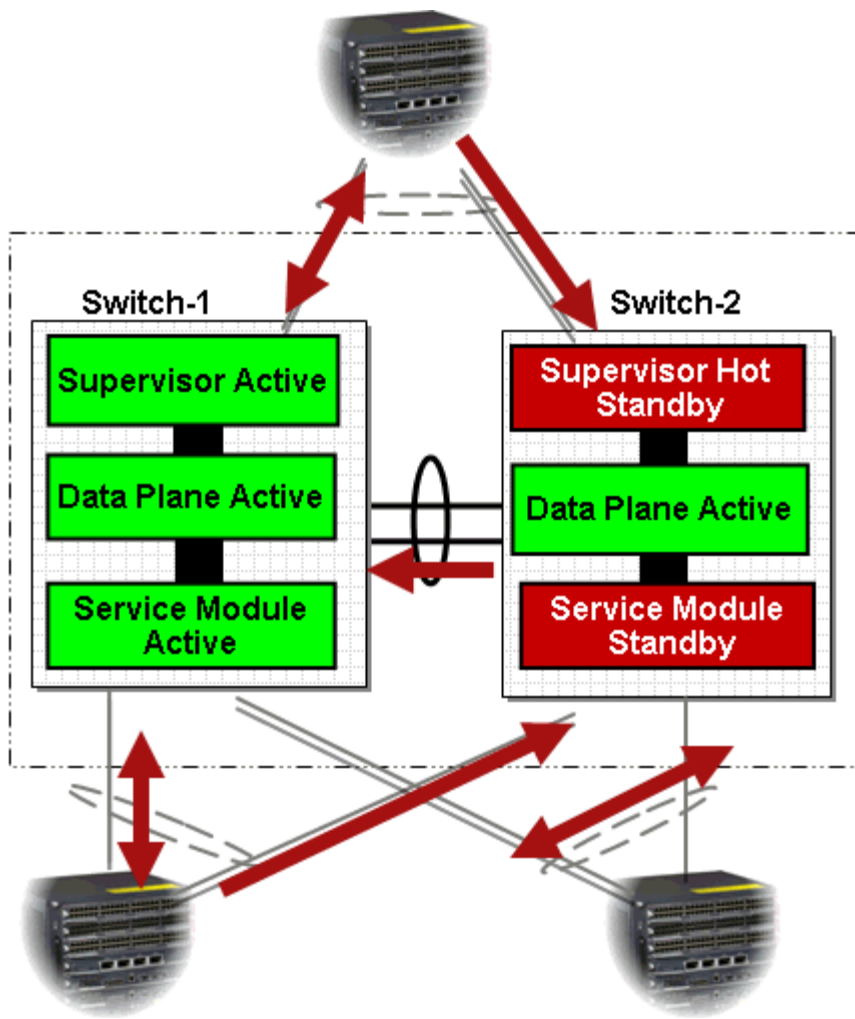 Switch-1
Supervisor Active
Data Plane Active
Service Module
Active
Switch-2
Supervisor Hot
Standby
Data Plane Active
Service Module
Standby